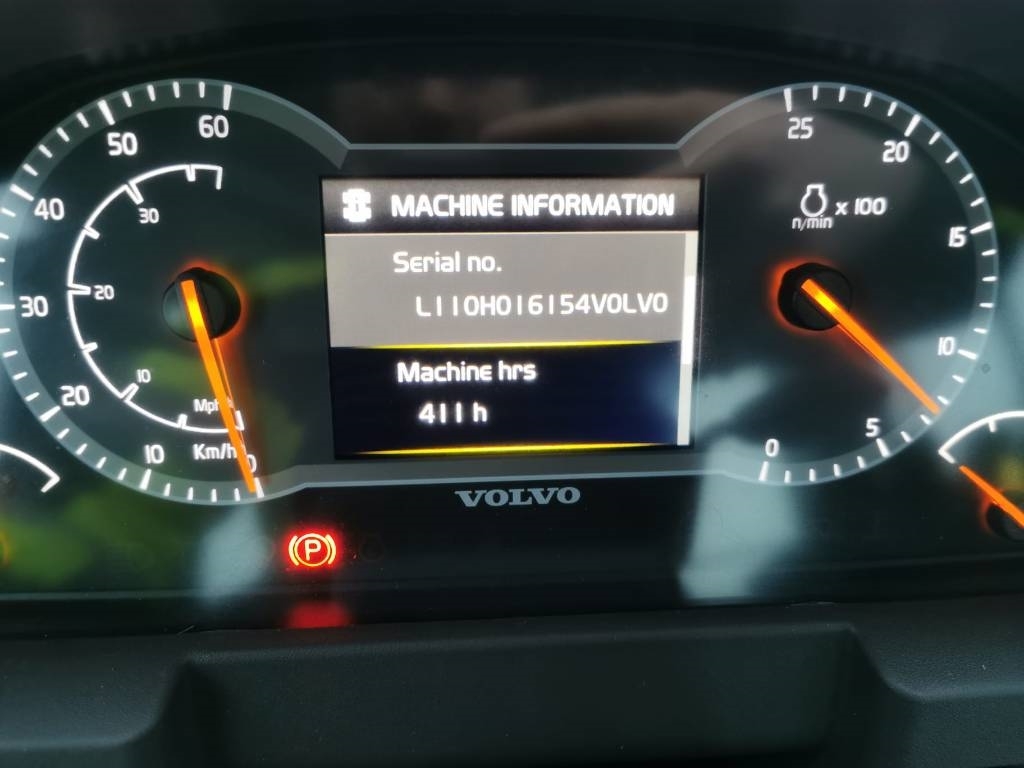 60
50
40
30
20
10
0
30
20
10
Mph
Km/h
MACHINE INFORMATION
Serial no.
L110H016154VOLVO
Machine hrs
411 h
VOLVO
P
25
20
15
10
5
0
x 100
n/min